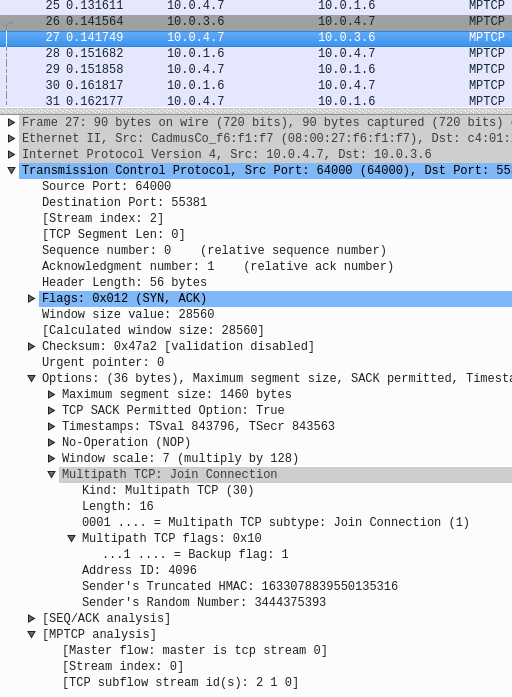 25 0.131611 10.0.4.7 10.0.1.6 MPTCP
26 0.141564 10.0.3.6 10.0.4.7 MPTCP
27 0.141749 10.0.4.7 10.0.3.6 MPTCP
28 0.151682 10.0.1.6 10.0.4.7 MPTCP
29 0.151858 10.0.4.7 10.0.1.6 MPTCP
30 0.161817 10.0.1.6 10.0.4.7 MPTCP
31 0.162177 10.0.4.7 10.0.1.6 MPTCP
Frame 27: 90 bytes on wire (720 bits), 90 bytes captured (720 bits) o
Ethernet II, Src: CadmusCo_f6:f1:f7 (08:00:27:f6:f1:f7), Dst: c4:01:
Internet Protocol Version 4, Src: 10.0.4.7, Dst: 10.0.3.6
Transmission Control Protocol, Src Port: 64000 (64000), Dst Port: 55
Source Port: 64000
Destination Port: 55381
[Stream index: 2]
[TCP Segment Len: 0]
Sequence number: 0 (relative sequence number)
Acknowledgment number: 1 (relative ack number)
Header Length: 56 bytes
Flags: 0x012 (SYN, ACK)
Window size value: 28560
[Calculated window size: 28560]
Checksum: 0x47a2 [validation disabled]
Urgent pointer: 0
Options: (36 bytes), Maximum segment size, SACK permitted, Timesta
Maximum segment size: 1460 bytes
TCP SACK Permitted Option: True
Timestamps: TSval 843796, TSecr 843563
No-Operation (NOP)
Window scale: 7 (multiply by 128)
Multipath TCP: Join Connection
Kind: Multipath TCP (30)
Length: 16
0001 .... = Multipath TCP subtype: Join Connection (1)
Multipath TCP flags: 0x10
...1 .... = Backup flag: 1
Address ID: 4096
Sender's Truncated HMAC: 1633078839550135316
Sender's Random Number: 3444375393
[SEQ/ACK analysis]
[MPTCP analysis]
[Master flow: master is tcp stream 0]
[Stream index: 0]
[TCP subflow stream id(s): 2 1 0]